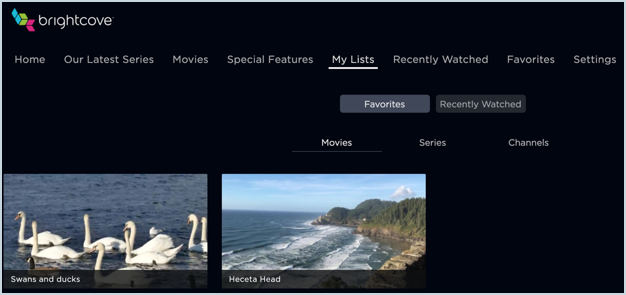 brightcove
Home Our Latest Series Movies Special Features My Lists Recently Watched Favorites Settings
Favorites Recently Watched
Movies Series Channels
Swans and ducks Heceta Head